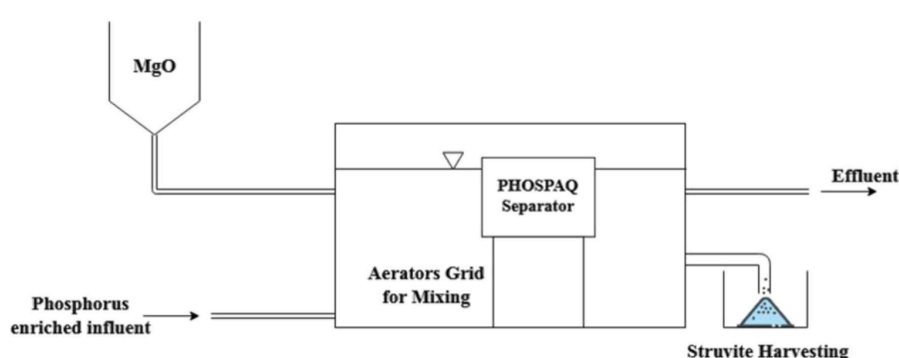 MgO
PHOSPAQ
Separator
Effluent
Aerators Grid
for Mixing
Phosphorus
enriched influent
Struvite Harvesting